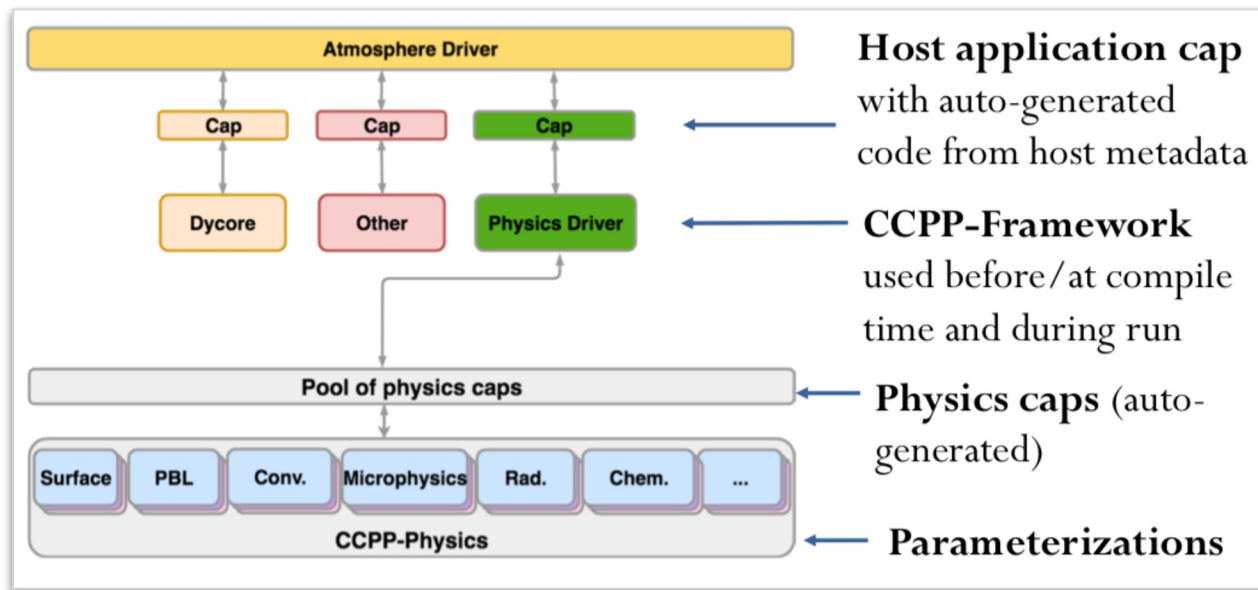 Atmosphere Driver
Cap
Cap
Cap
Dycore
Other
Physics Driver
Pool of physics caps
Surface
PBL
Conv.
Microphysics
Rad.
Chem.
...
CCPP-Physics
Host application cap
with auto-generated
code from host metadata
CCPP-Framework
used before/at compile
time and during run
Physics caps (auto-
generated)
Parameterizations